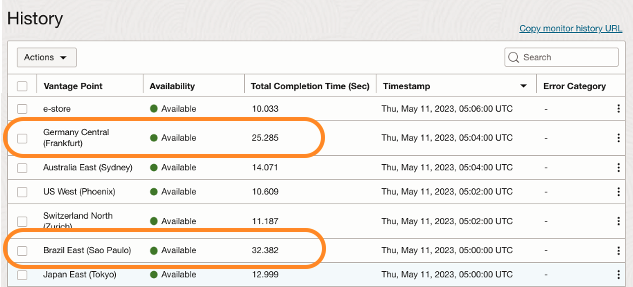 History
Copy monitor history URL
Actions
Search
Vantage Point Availability Total Completion Time (Sec) Timestamp Error Category
e-store Available 10.033 Thu, May 11, 2023, 05:06:00 UTC -
Germany Central
(Frankfurt) Available 25.285 Thu, May 11, 2023, 05:04:00 UTC -
Australia East (Sydney) Available 14.071 Thu, May 11, 2023, 05:04:00 UTC -
US West (Phoenix) Available 10.609 Thu, May 11, 2023, 05:02:00 UTC -
Switzerland North
(Zurich) Available 11.187 Thu, May 11, 2023, 05:02:00 UTC -
Brazil East (Sao Paulo) Available 32.382 Thu, May 11, 2023, 05:00:00 UTC -
Japan East (Tokyo) Available 12.999 Thu, May 11, 2023, 05:00:00 UTC -